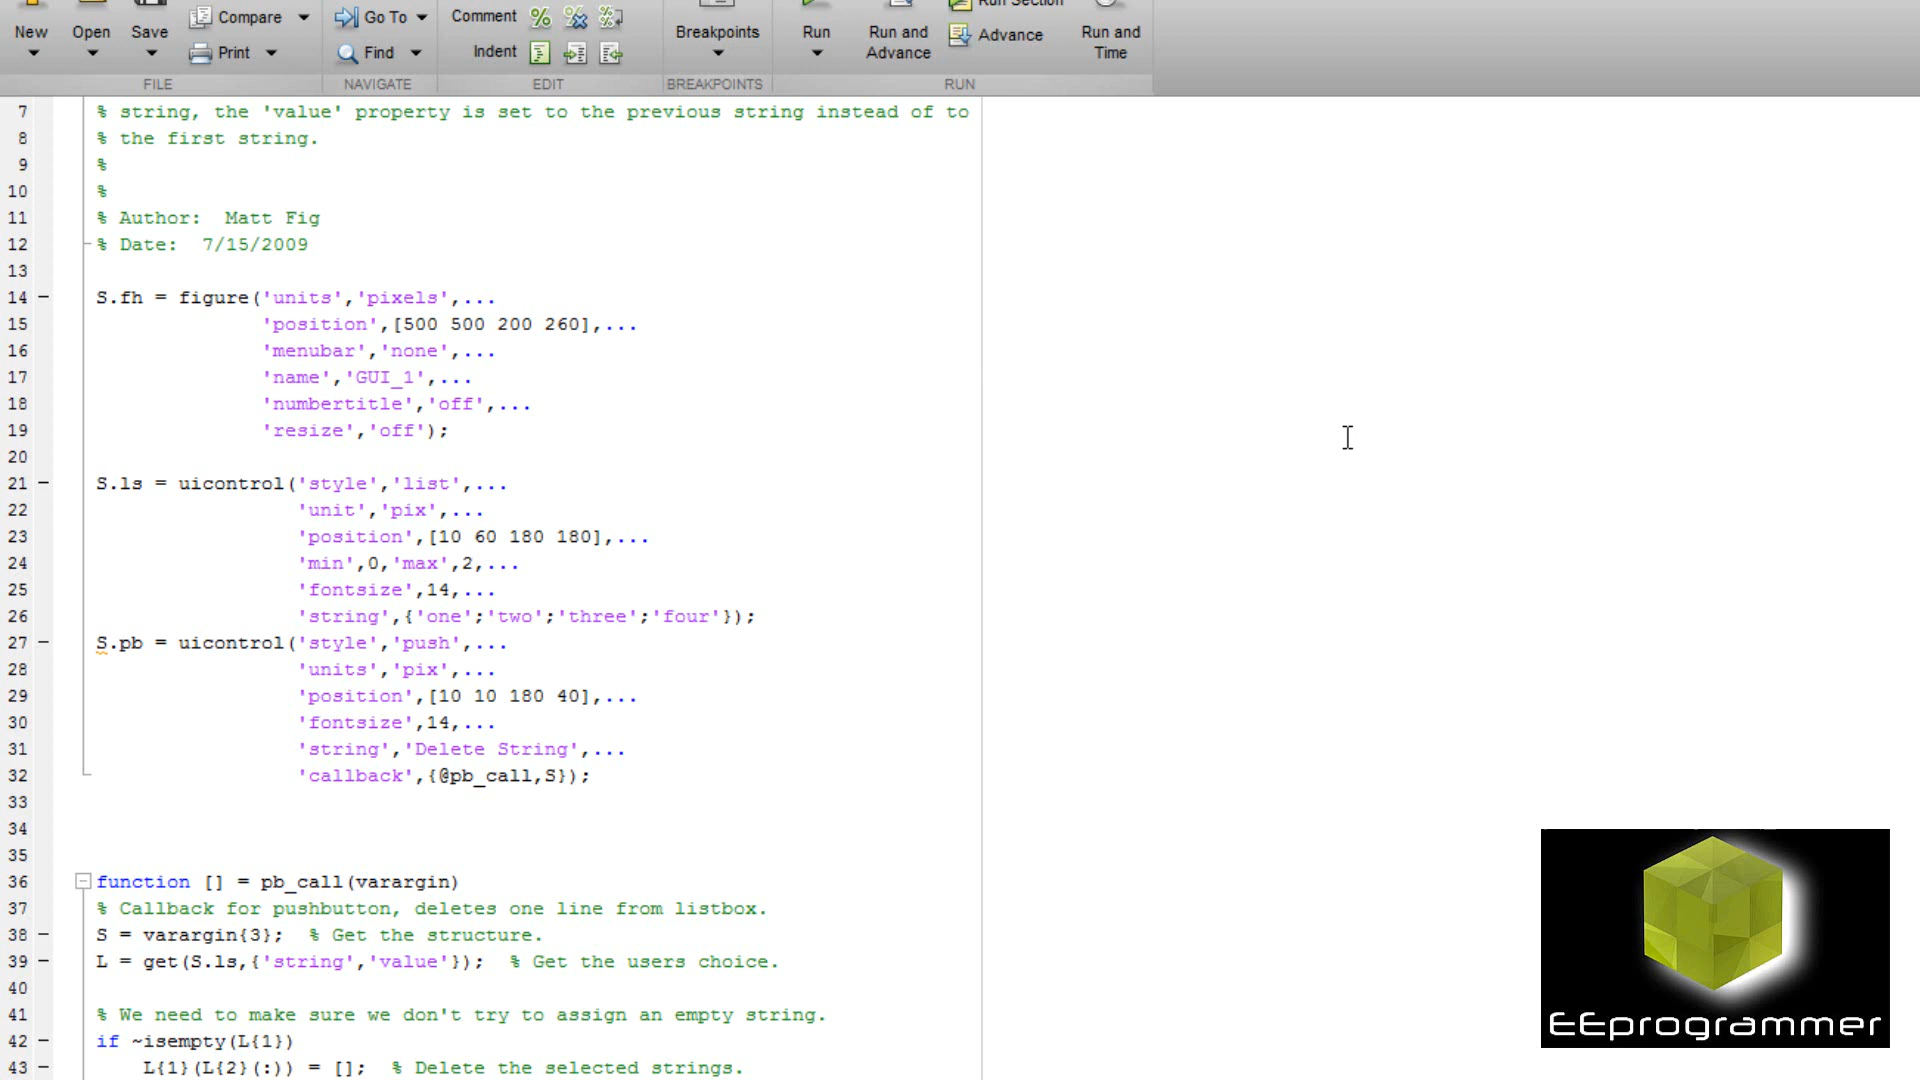 New Open Save Compare Print Go To Find Comment Indent Breakpoints Run Run and Advance Run Section Advance Run and Time
FILE NAVIGATE EDIT BREAKPOINTS RUN
7 % string, the 'value' property is set to the previous string instead of to
8 % the first string.
9 %
10 %
11 % Author:  Matt Fig
12 % Date:  7/15/2009
13
14 S.fh = figure('units','pixels',...
15 'position',[500 500 200 260],...
16 'menubar','none',...
17 'name','GUI_1',...
18 'numbertitle','off',...
19 'resize','off');
20
21 S.ls = uicontrol('style','list',...
22 'unit','pix',...
23 'position',[10 60 180 180],...
24 'min',0,'max',2,...
25 'fontsize',14,...
26 'string',{'one';'two';'three';'four'});
27 S.pb = uicontrol('style','push',...
28 'units','pix',...
29 'position',[10 10 180 40],...
30 'fontsize',14,...
31 'string','Delete String',...
32 'callback',{@pb_call,S});
33
34
35
36 function [] = pb_call(varargin)
37 % Callback for pushbutton, deletes one line from listbox.
38 S = varargin{3};  % Get the structure.
39 L = get(S.ls,{'string','value'});  % Get the users choice.
40
41 % We need to make sure we don't try to assign an empty string.
42 if ~isempty(L{1})
43 L{1}(L{2}(:)) = [];  % Delete the selected strings.
EEprogrammer